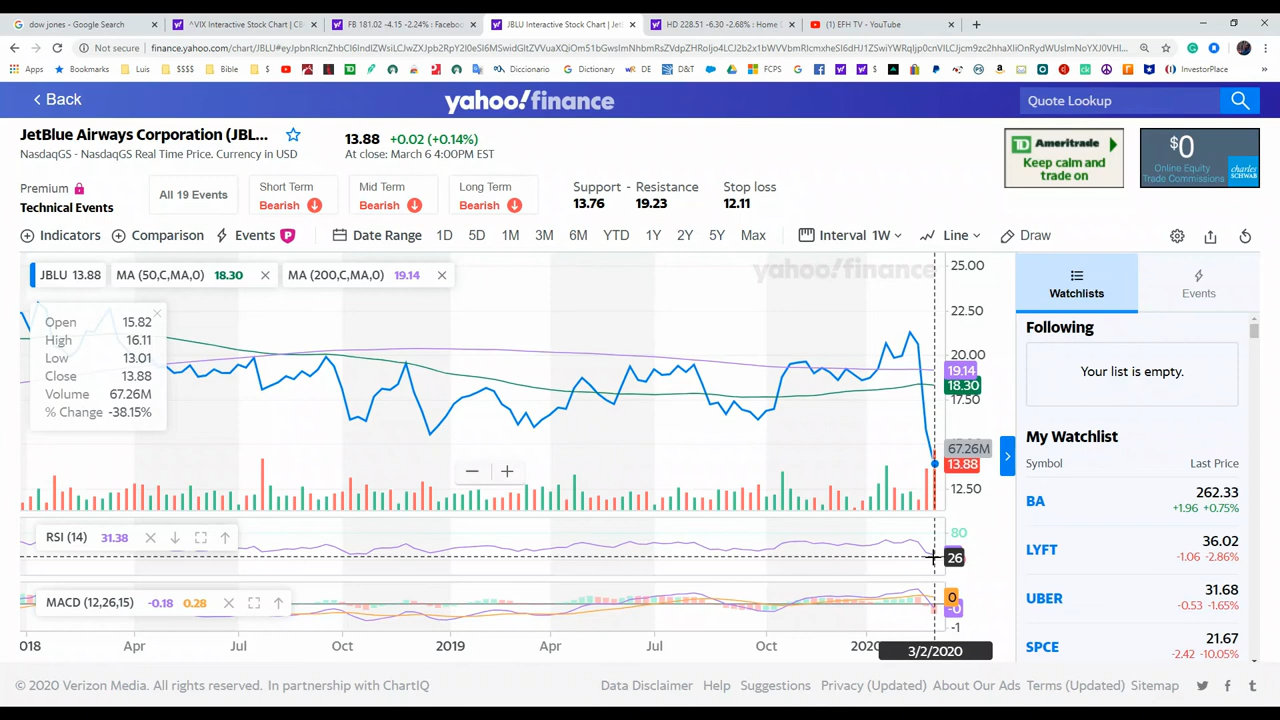 dow jones - Google Search
^VIX Interactive Stock Chart | CB
FB 181.02 -4.15 -2.24% : Faceboo
JBLU Interactive Stock Chart | Jet
HD 228.51 -6.30 -2.68% : Home D
(1) EFH TV - YouTube
Not secure
Apps
Bookmarks
Luis
$$$$
Bible
$
Diccionario
Dictionary
DE
D&T
FCPS
$
InvestorPlace
Back
yahoo!finance
Quote Lookup
JetBlue Airways Corporation (JBL...
NasdaqGS - NasdaqGS Real Time Price. Currency in USD
13.88 +0.02 (+0.14%)
At close: March 6 4:00PM EST
TD Ameritrade
Keep calm and
trade on
$0
Online Equity
Trade Commissions
charles
SCHWAB
Premium
Technical Events
All 19 Events
Short Term
Bearish
Mid Term
Bearish
Long Term
Bearish
Support - Resistance
13.76 19.23
Stop loss
12.11
Indicators
Comparison
Events
P
Date Range
1D
5D
1M
3M
6M
YTD
1Y
2Y
5Y
Max
Interval 1W
Line
Draw
JBLU 13.88
MA (50,C,MA,0) 18.30
MA (200,C,MA,0) 19.14
yahoo!finance
Open 15.82
High 16.11
Low 13.01
Close 13.88
Volume 67.26M
% Change -38.15%
25.00
22.50
20.00
19.14
18.30
17.50
67.26M
13.88
12.50
RSI (14) 31.38
80
26
MACD (12,26,15) -0.18 0.28
0
-0
-1
018
Apr
Jul
Oct
2019
Apr
Jul
Oct
2020
3/2/2020
Watchlists
Events
Following
Your list is empty.
My Watchlist
Symbol
Last Price
BA
262.33
+1.96 +0.75%
LYFT
36.02
-1.06 -2.86%
UBER
31.68
-0.53 -1.65%
SPCE
21.67
-2.42 -10.05%
© 2020 Verizon Media. All rights reserved. In partnership with ChartIQ
Data Disclaimer
Help
Suggestions
Privacy (Updated)
About Our Ads
Terms (Updated)
Sitemap